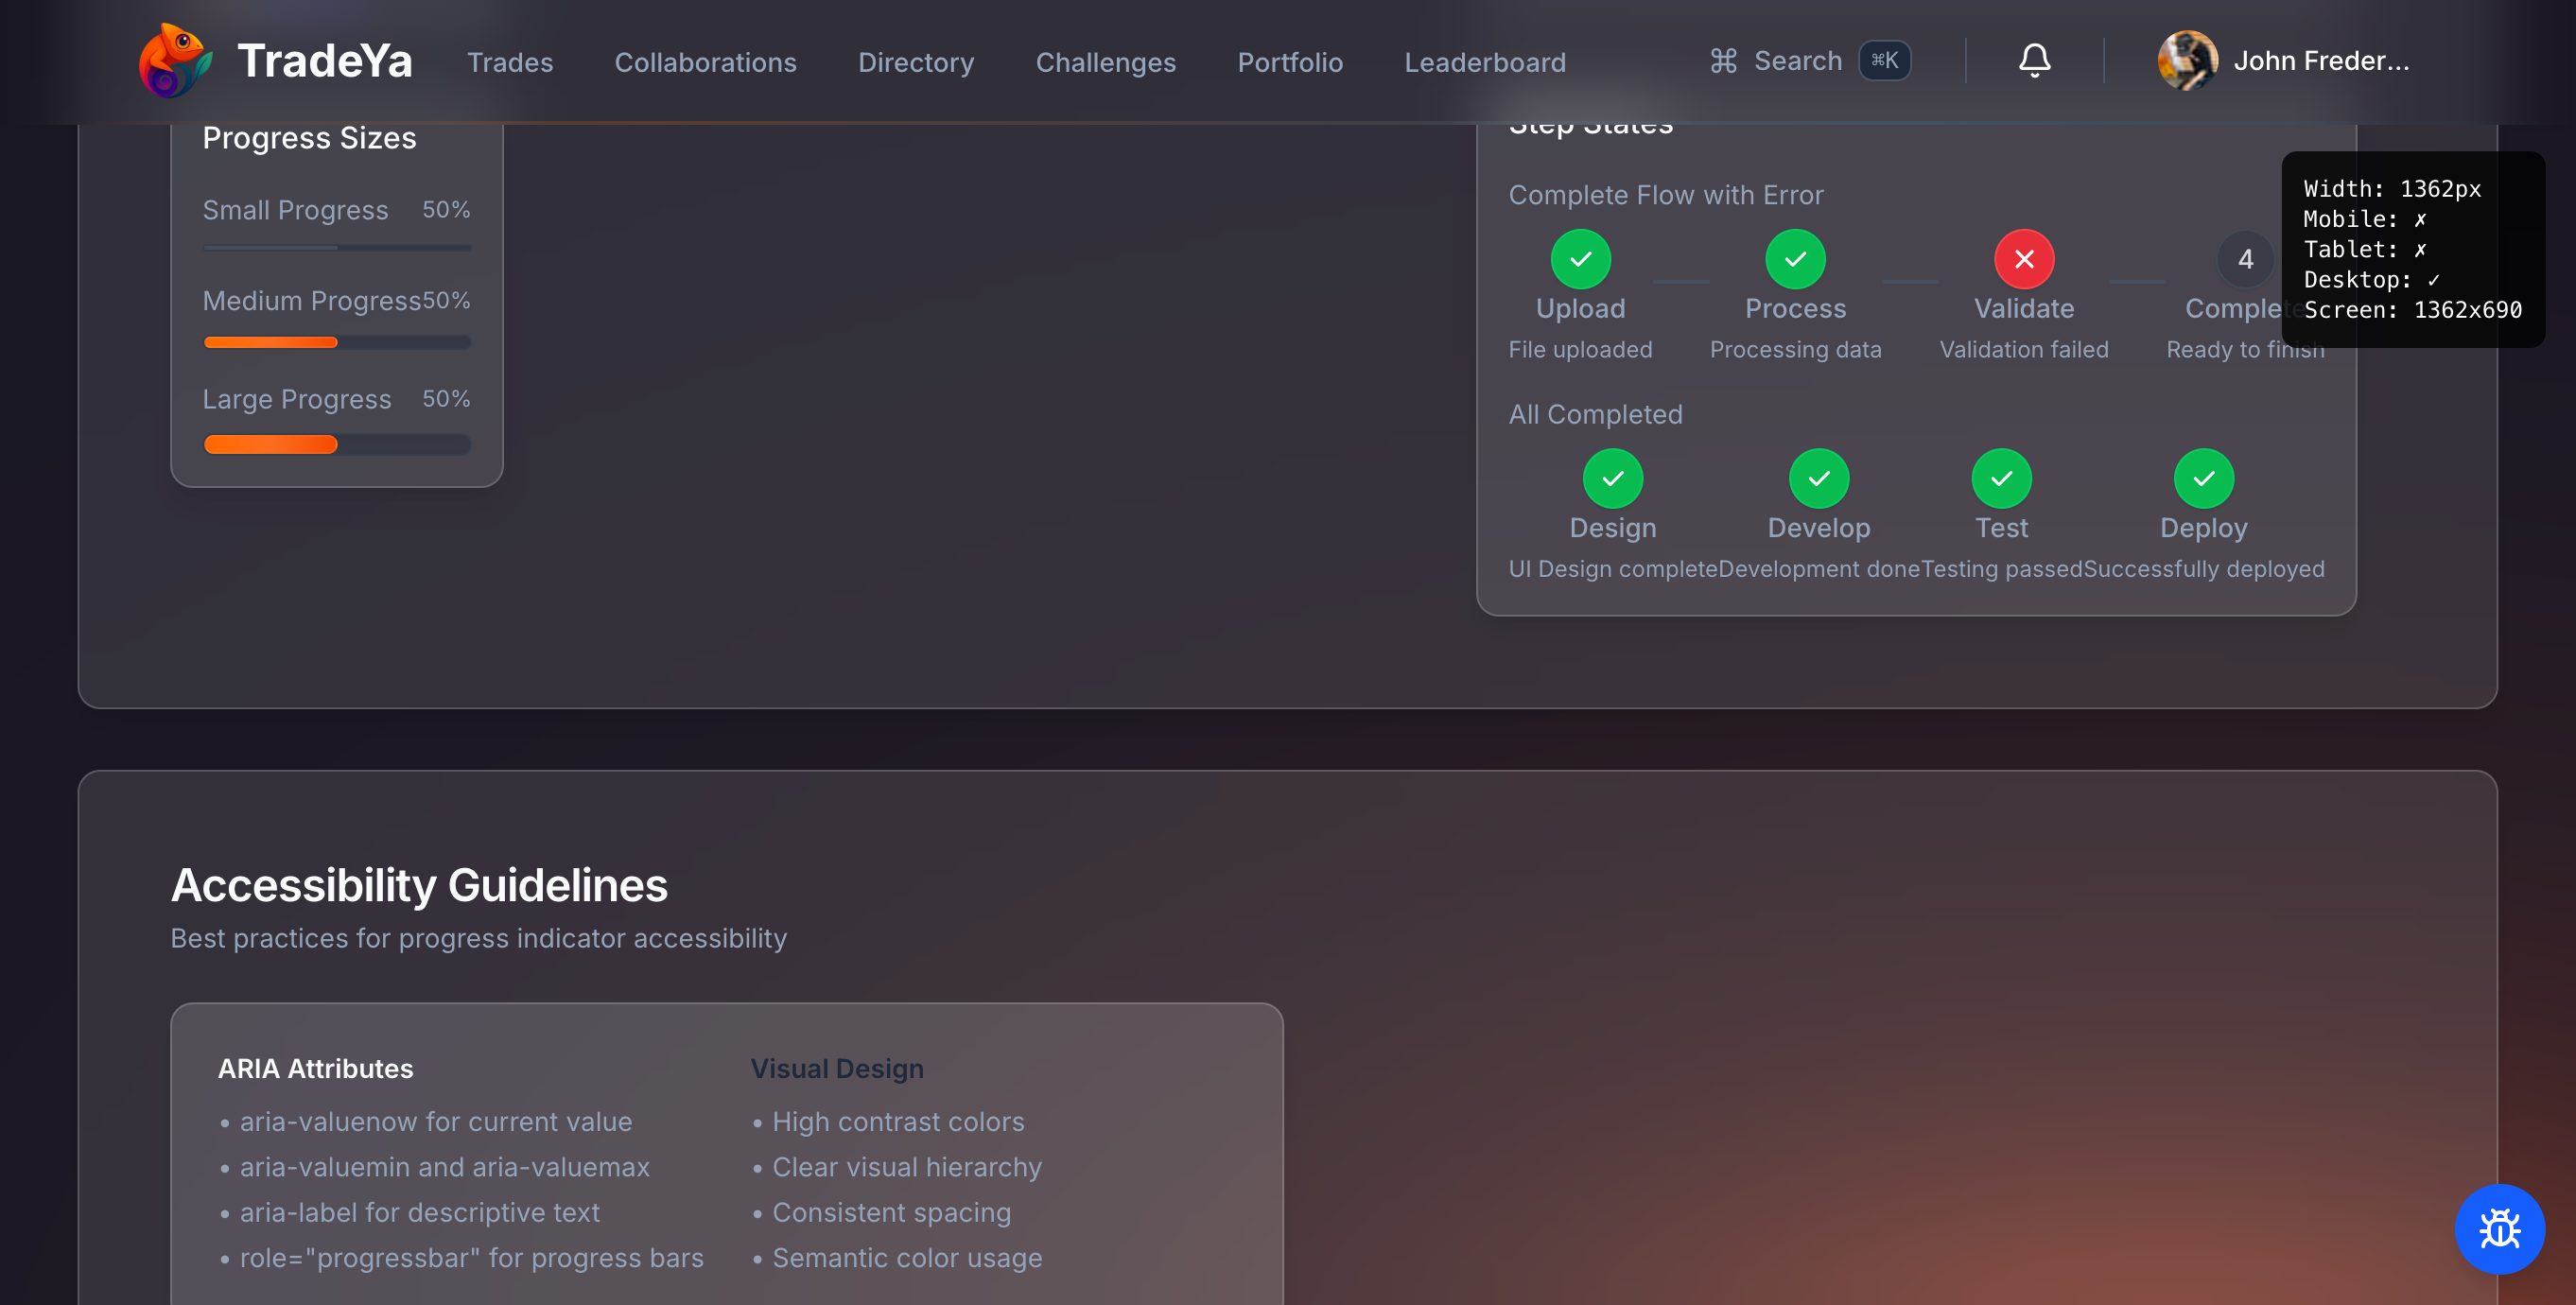 TradeYa
Trades
Collaborations
Directory
Challenges
Portfolio
Leaderboard
⌘ Search ⌘K
John Freder...
Progress Sizes
Small Progress 50%
Medium Progress50%
Large Progress 50%
Step States
Complete Flow with Error
Upload
File uploaded
Process
Processing data
Validate
Validation failed
4
Complete
Ready to finish
All Completed
Design
UI Design complete
Develop
Development done
Test
Testing passed
Deploy
Successfully deployed
Width: 1362px
Mobile: ✗
Tablet: ✗
Desktop: ✓
Screen: 1362x690
Accessibility Guidelines
Best practices for progress indicator accessibility
ARIA Attributes
• aria-valuenow for current value
• aria-valuemin and aria-valuemax
• aria-label for descriptive text
• role="progressbar" for progress bars
Visual Design
• High contrast colors
• Clear visual hierarchy
• Consistent spacing
• Semantic color usage